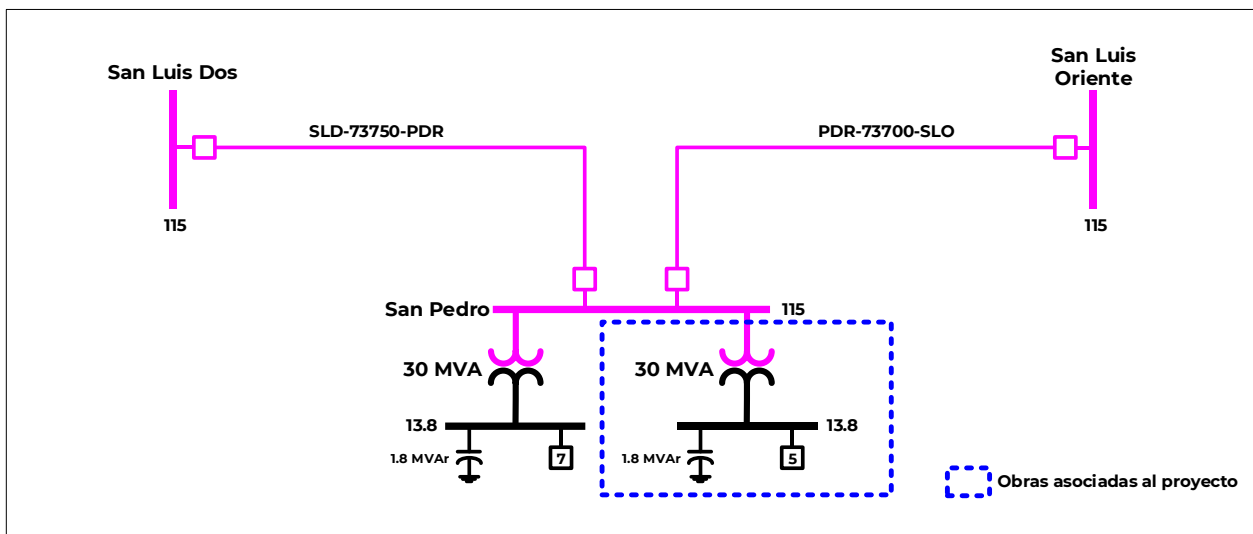 San Luis Dos
San Luis
Oriente
SLD-73750-PDR
PDR-73700-SLO
115
115
San Pedro
115
30 MVA
30 MVA
13.8
13.8
1.8 MVAr
7
1.8 MVAr
5
Obras asociadas al proyecto